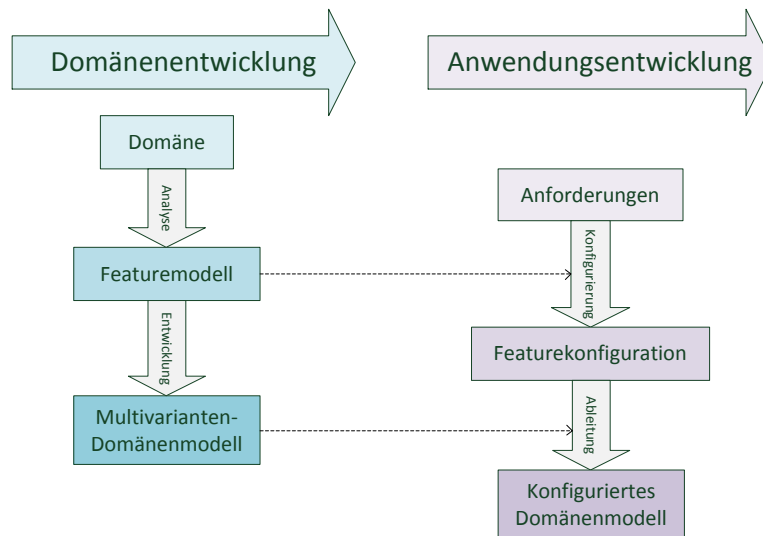 Domänenentwicklung
Anwendungsentwicklung
Domäne
Analyse
Anforderungen
Featuremodell
Konfigurierung
Entwicklung
Featurekonfiguration
Multivarianten-
Domänenmodell
Ableitung
Konfiguriertes
Domänenmodell